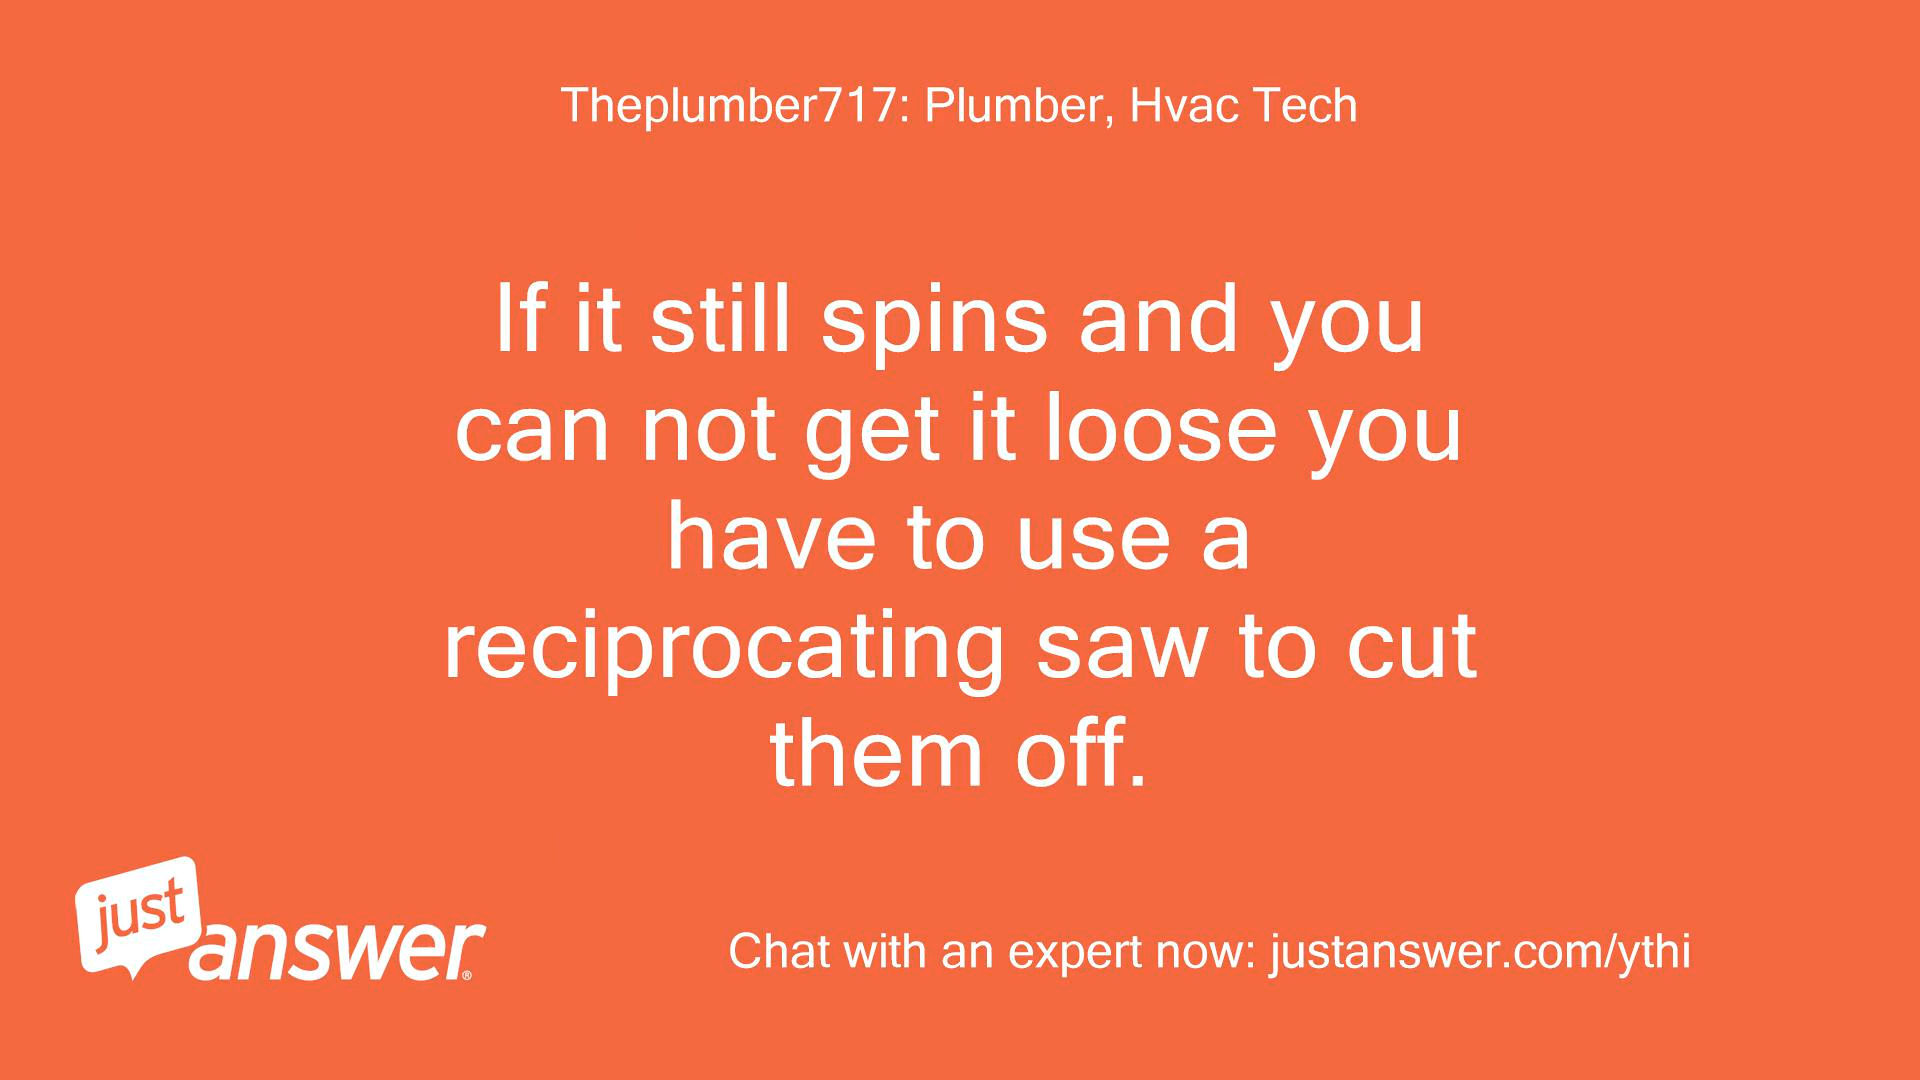 Theplumber717: Plumber, Hvac Tech
If it still spins and you
can not get it loose you
have to use a
reciprocating saw to cut
them off.
just
answer®
Chat with an expert now: justanswer.com/ythi